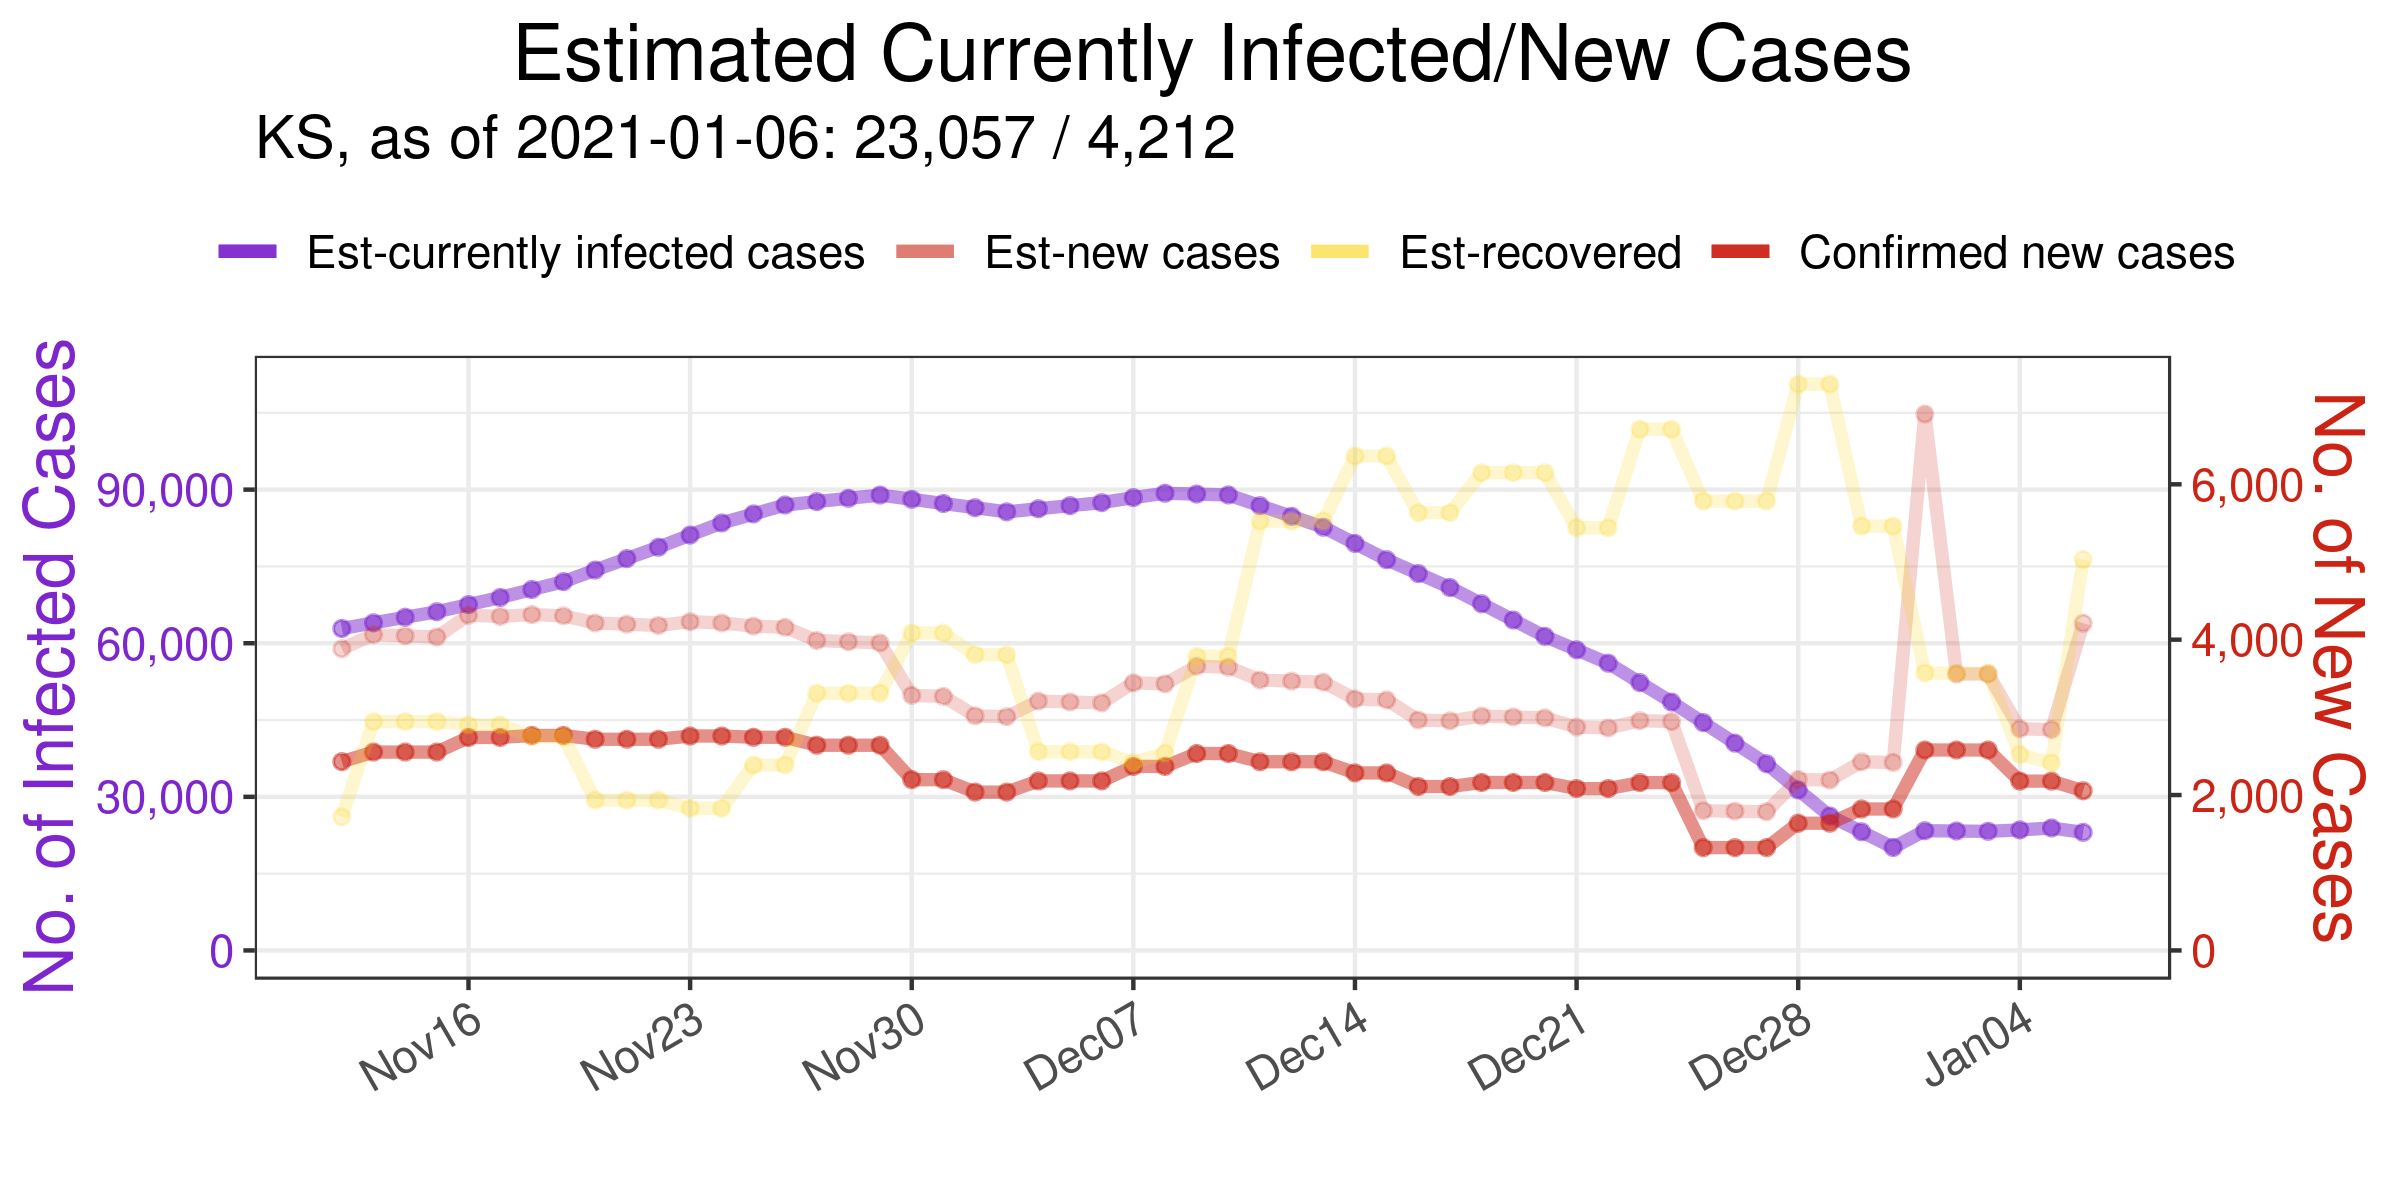 Estimated Currently Infected/New Cases
KS, as of 2021-01-06: 23,057 / 4,212
Est-currently infected cases Est-new cases Est-recovered Confirmed new cases
No. of Infected Cases
90,000
60,000
30,000
0
6,000
4,000
2,000
0
No. of New Cases
Nov16 Nov23 Nov30 Dec07 Dec14 Dec21 Dec28 Jan04